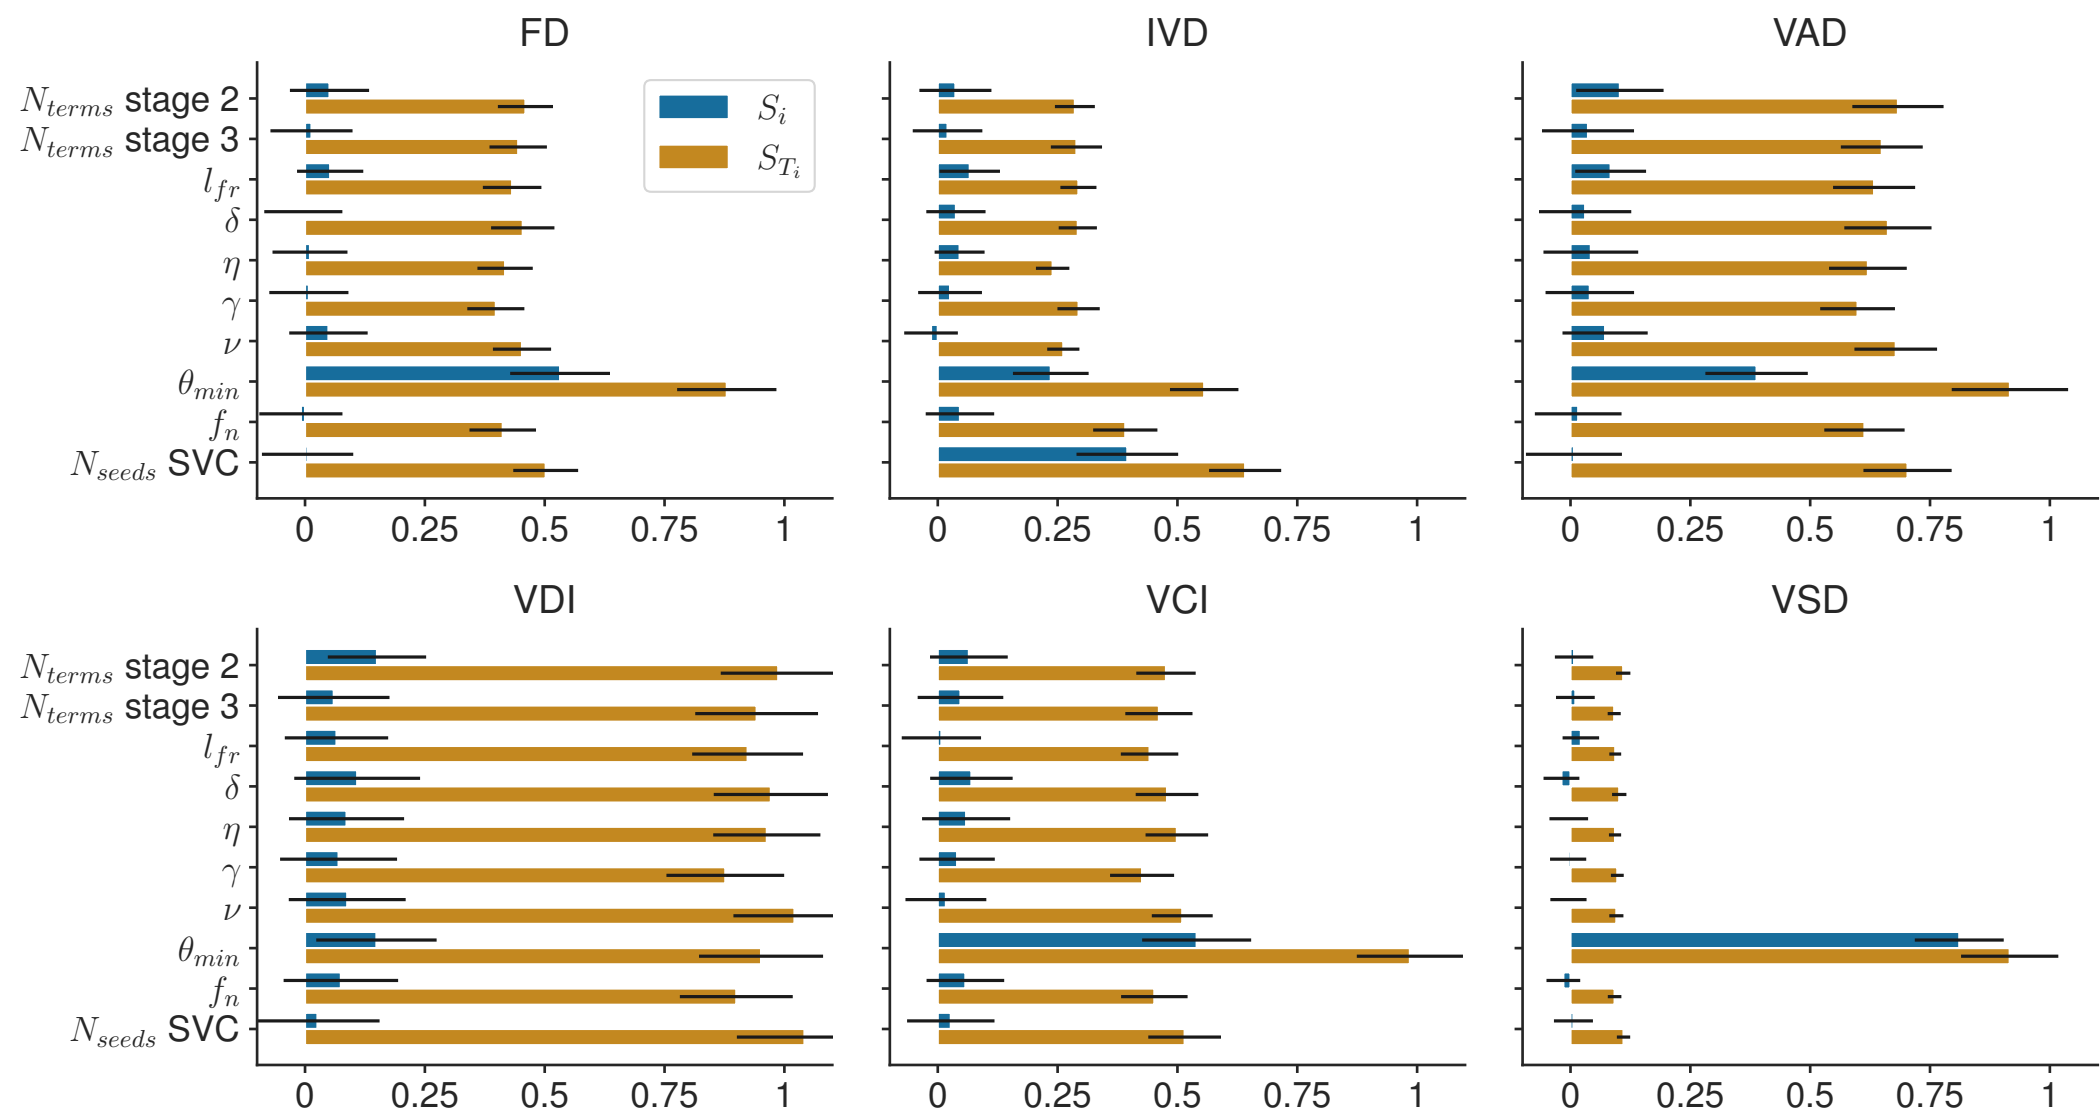 FD IVD VAD
N_terms stage 2
N_terms stage 3
l_fr
δ
η
γ
ν
θ_min
f_n
N_seeds SVC
S_i
S_T_i
0 0.25 0.5 0.75 1 0 0.25 0.5 0.75 1 0 0.25 0.5 0.75 1
VDI VCI VSD
N_terms stage 2
N_terms stage 3
l_fr
δ
η
γ
ν
θ_min
f_n
N_seeds SVC
0 0.25 0.5 0.75 1 0 0.25 0.5 0.75 1 0 0.25 0.5 0.75 1